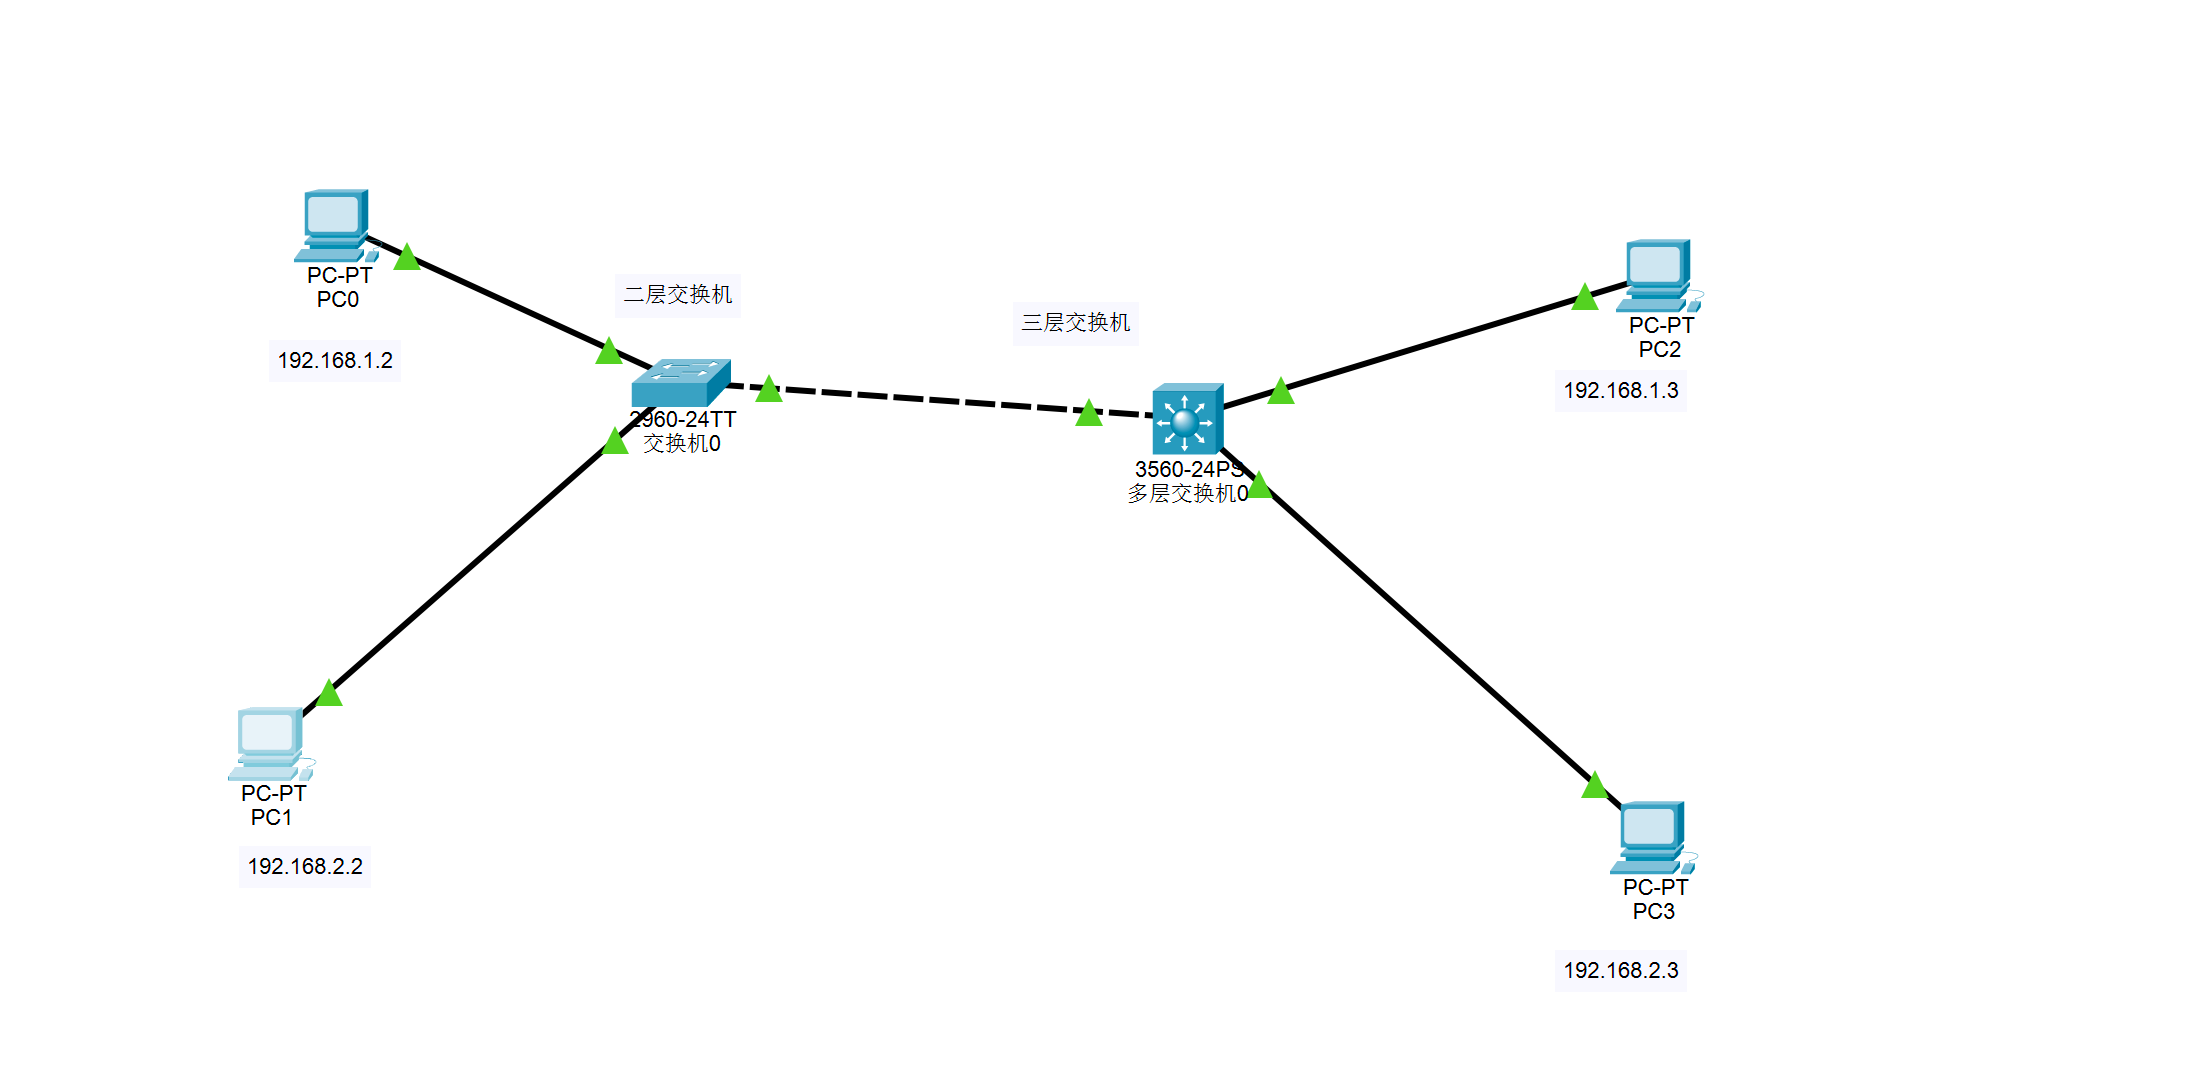 PC-PT
PC0
192.168.1.2
二层交换机
2960-24TT
交换机0
三层交换机
3560-24PS
多层交换机0
PC-PT
PC2
192.168.1.3
PC-PT
PC1
192.168.2.2
PC-PT
PC3
192.168.2.3